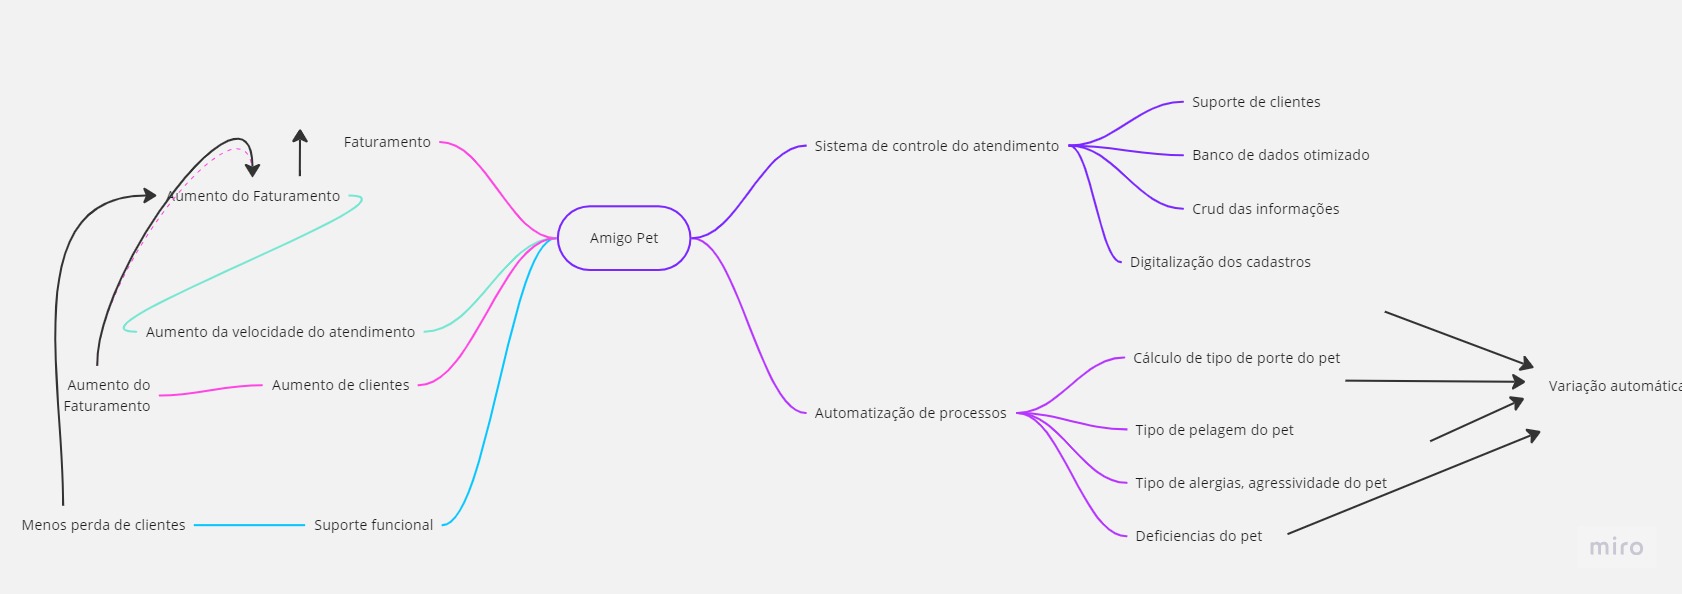 Amigo Pet
Faturamento
Aumento do Faturamento
Aumento da velocidade do atendimento
Aumento de clientes
Aumento do
Faturamento
Suporte funcional
Menos perda de clientes
Sistema de controle do atendimento
Suporte de clientes
Banco de dados otimizado
Crud das informações
Digitalização dos cadastros
Automatização de processos
Cálculo de tipo de porte do pet
Tipo de pelagem do pet
Tipo de alergias, agressividade do pet
Deficiencias do pet
Variação automática
miro